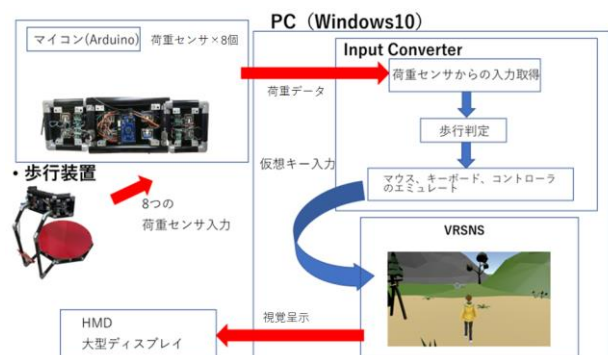 PC（Windows10）
マイコン(Arduino)
荷重センサ×8個
Input Converter
荷重センサからの入力取得
荷重データ
歩行判定
仮想キー入力
マウス、キーボード、コントローラ
のエミュレート
・歩行装置
8つの
荷重センサ入力
VRSNS
視覚呈示
HMD
大型ディスプレイ